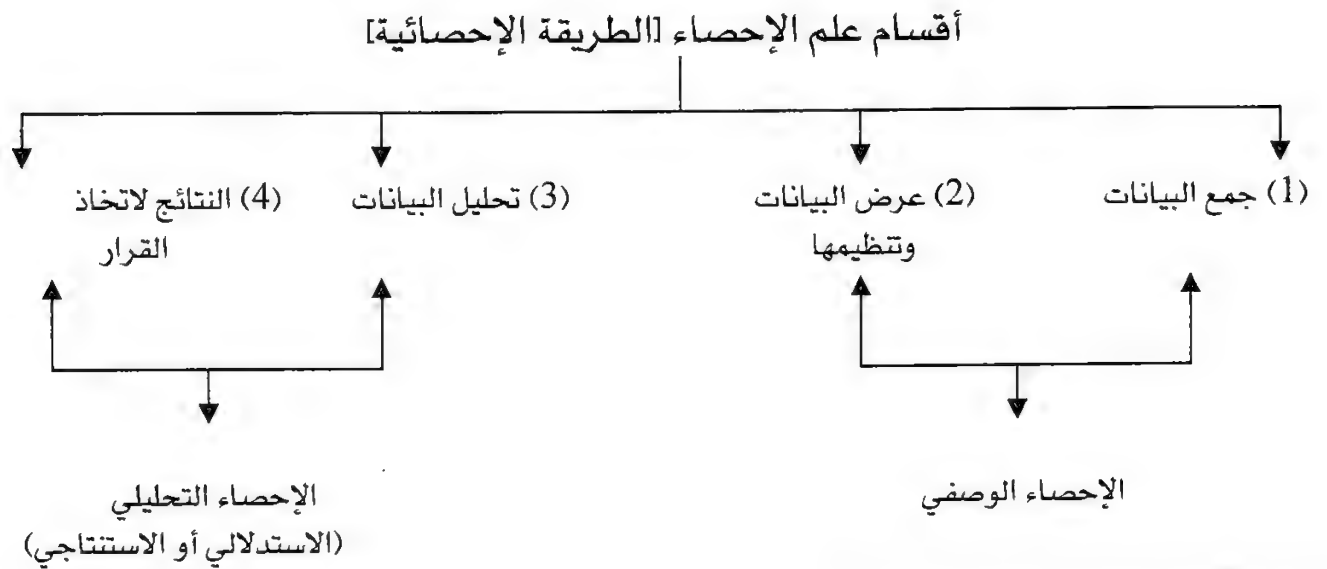 أقسام علم الإحصاء [الطريقة الإحصائية]
(1) جمع البيانات
(2) عرض البيانات
وتنظيمها
(3) تحليل البيانات
(4) النتائج لاتخاذ
القرار
الإحصاء الوصفي
الإحصاء التحليلي
(الاستدلالي أو الاستنتاجي)